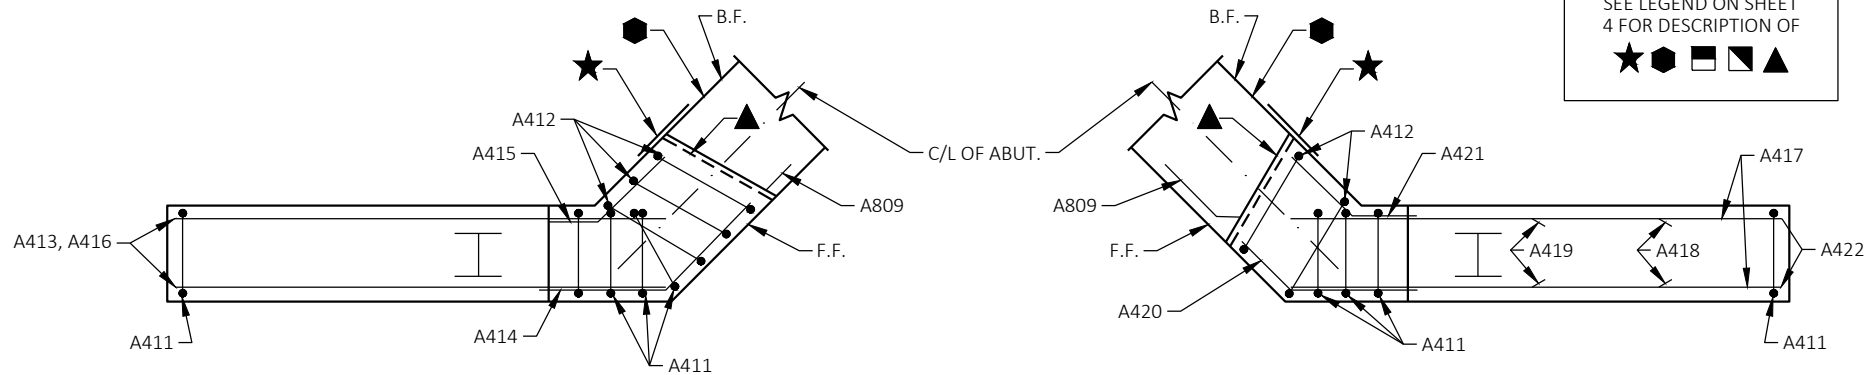 SEE LEGEND ON SHEET
4 FOR DESCRIPTION OF
B.F.
B.F.
A412
A415
A412
A421
A417
C/L OF ABUT.
A809
A809
A413, A416
F.F.
F.F.
A419
A418
A422
A420
A414
A411
A411
A411
A411